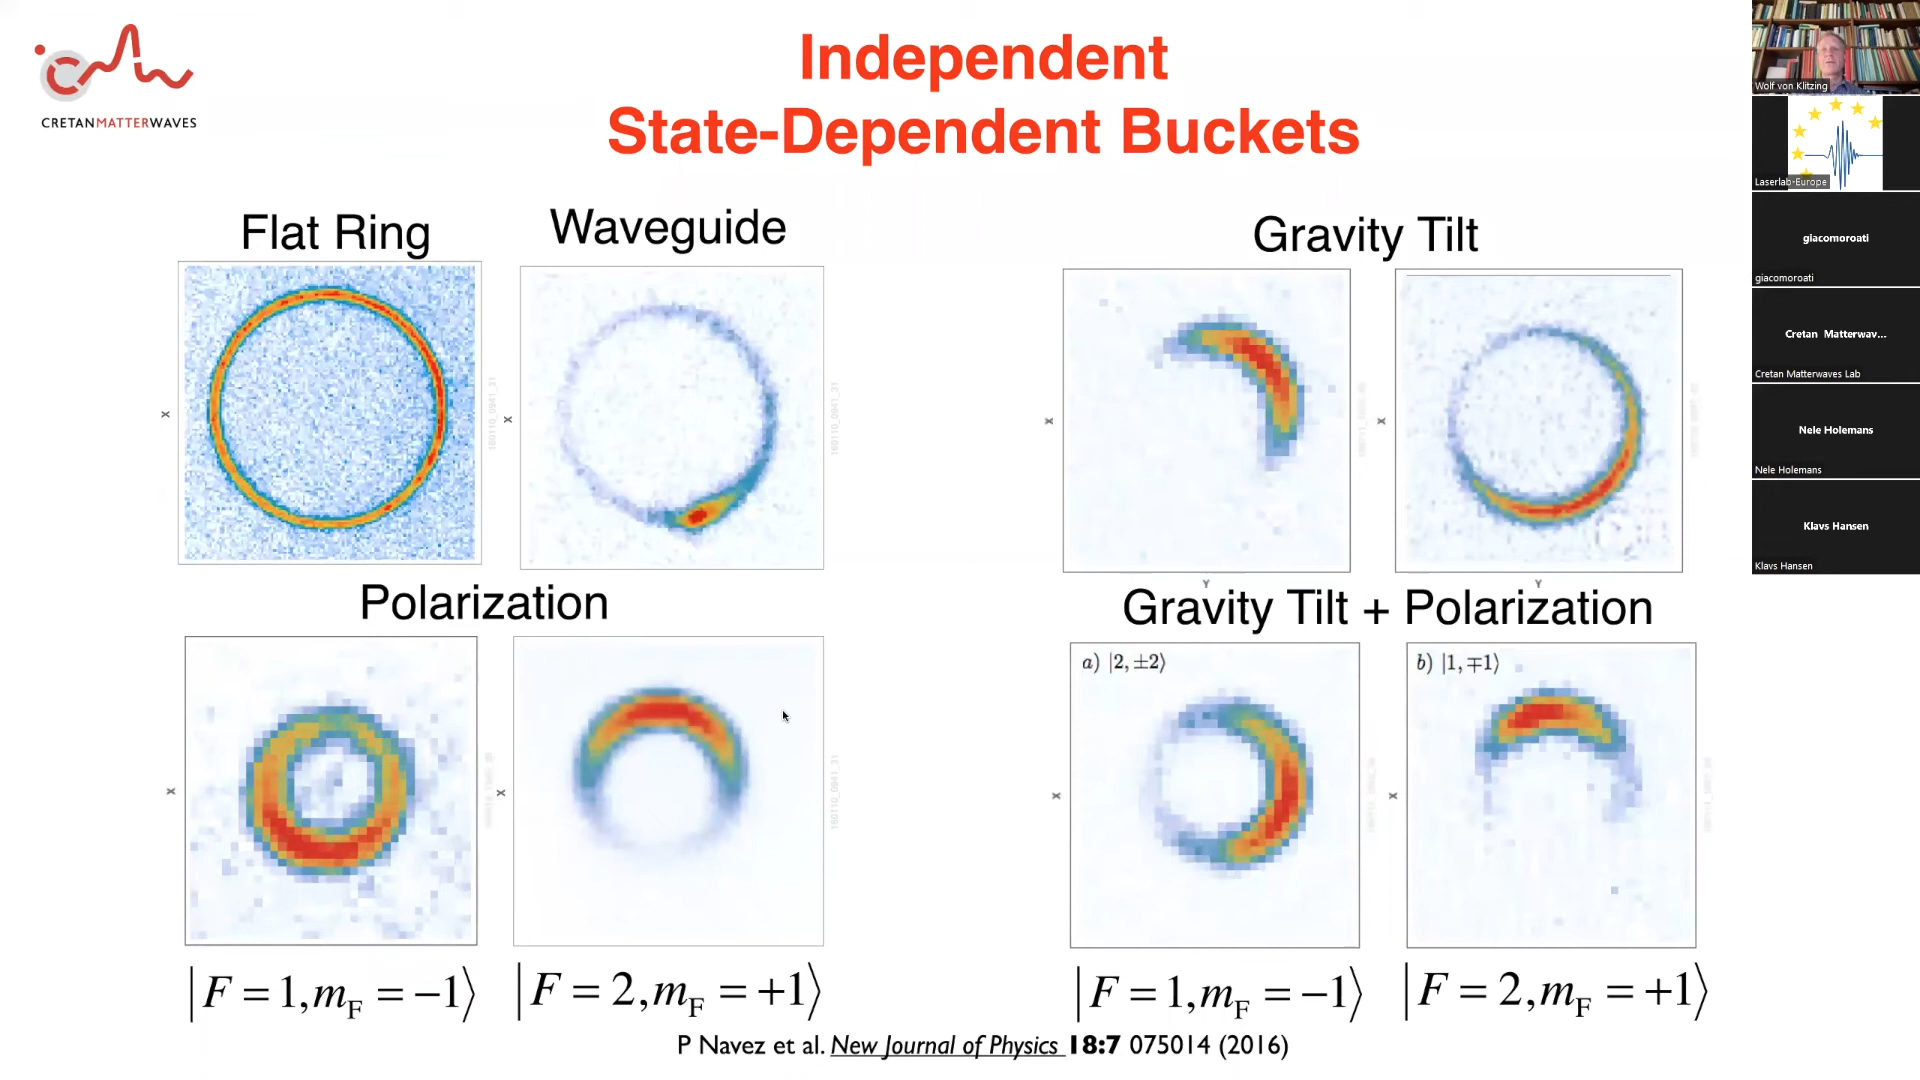 CRETANMATTERWAVES
Independent
State-Dependent Buckets
Flat Ring
Waveguide
Gravity Tilt
X
X
X
X
Y
Y
Polarization
Gravity Tilt + Polarization
a) |2, ±2⟩
b) |1, ∓1⟩
X
X
X
X
|F = 1, m_F = −1⟩
|F = 2, m_F = +1⟩
|F = 1, m_F = −1⟩
|F = 2, m_F = +1⟩
P Navez et al. New Journal of Physics 18:7 075014 (2016)
Wolf von Klitzing
Laserlab-Europe
giacomoroati
giacomoroati
Cretan Matterwav...
Cretan Matterwaves Lab
Nele Holemans
Nele Holemans
Klavs Hansen
Klavs Hansen